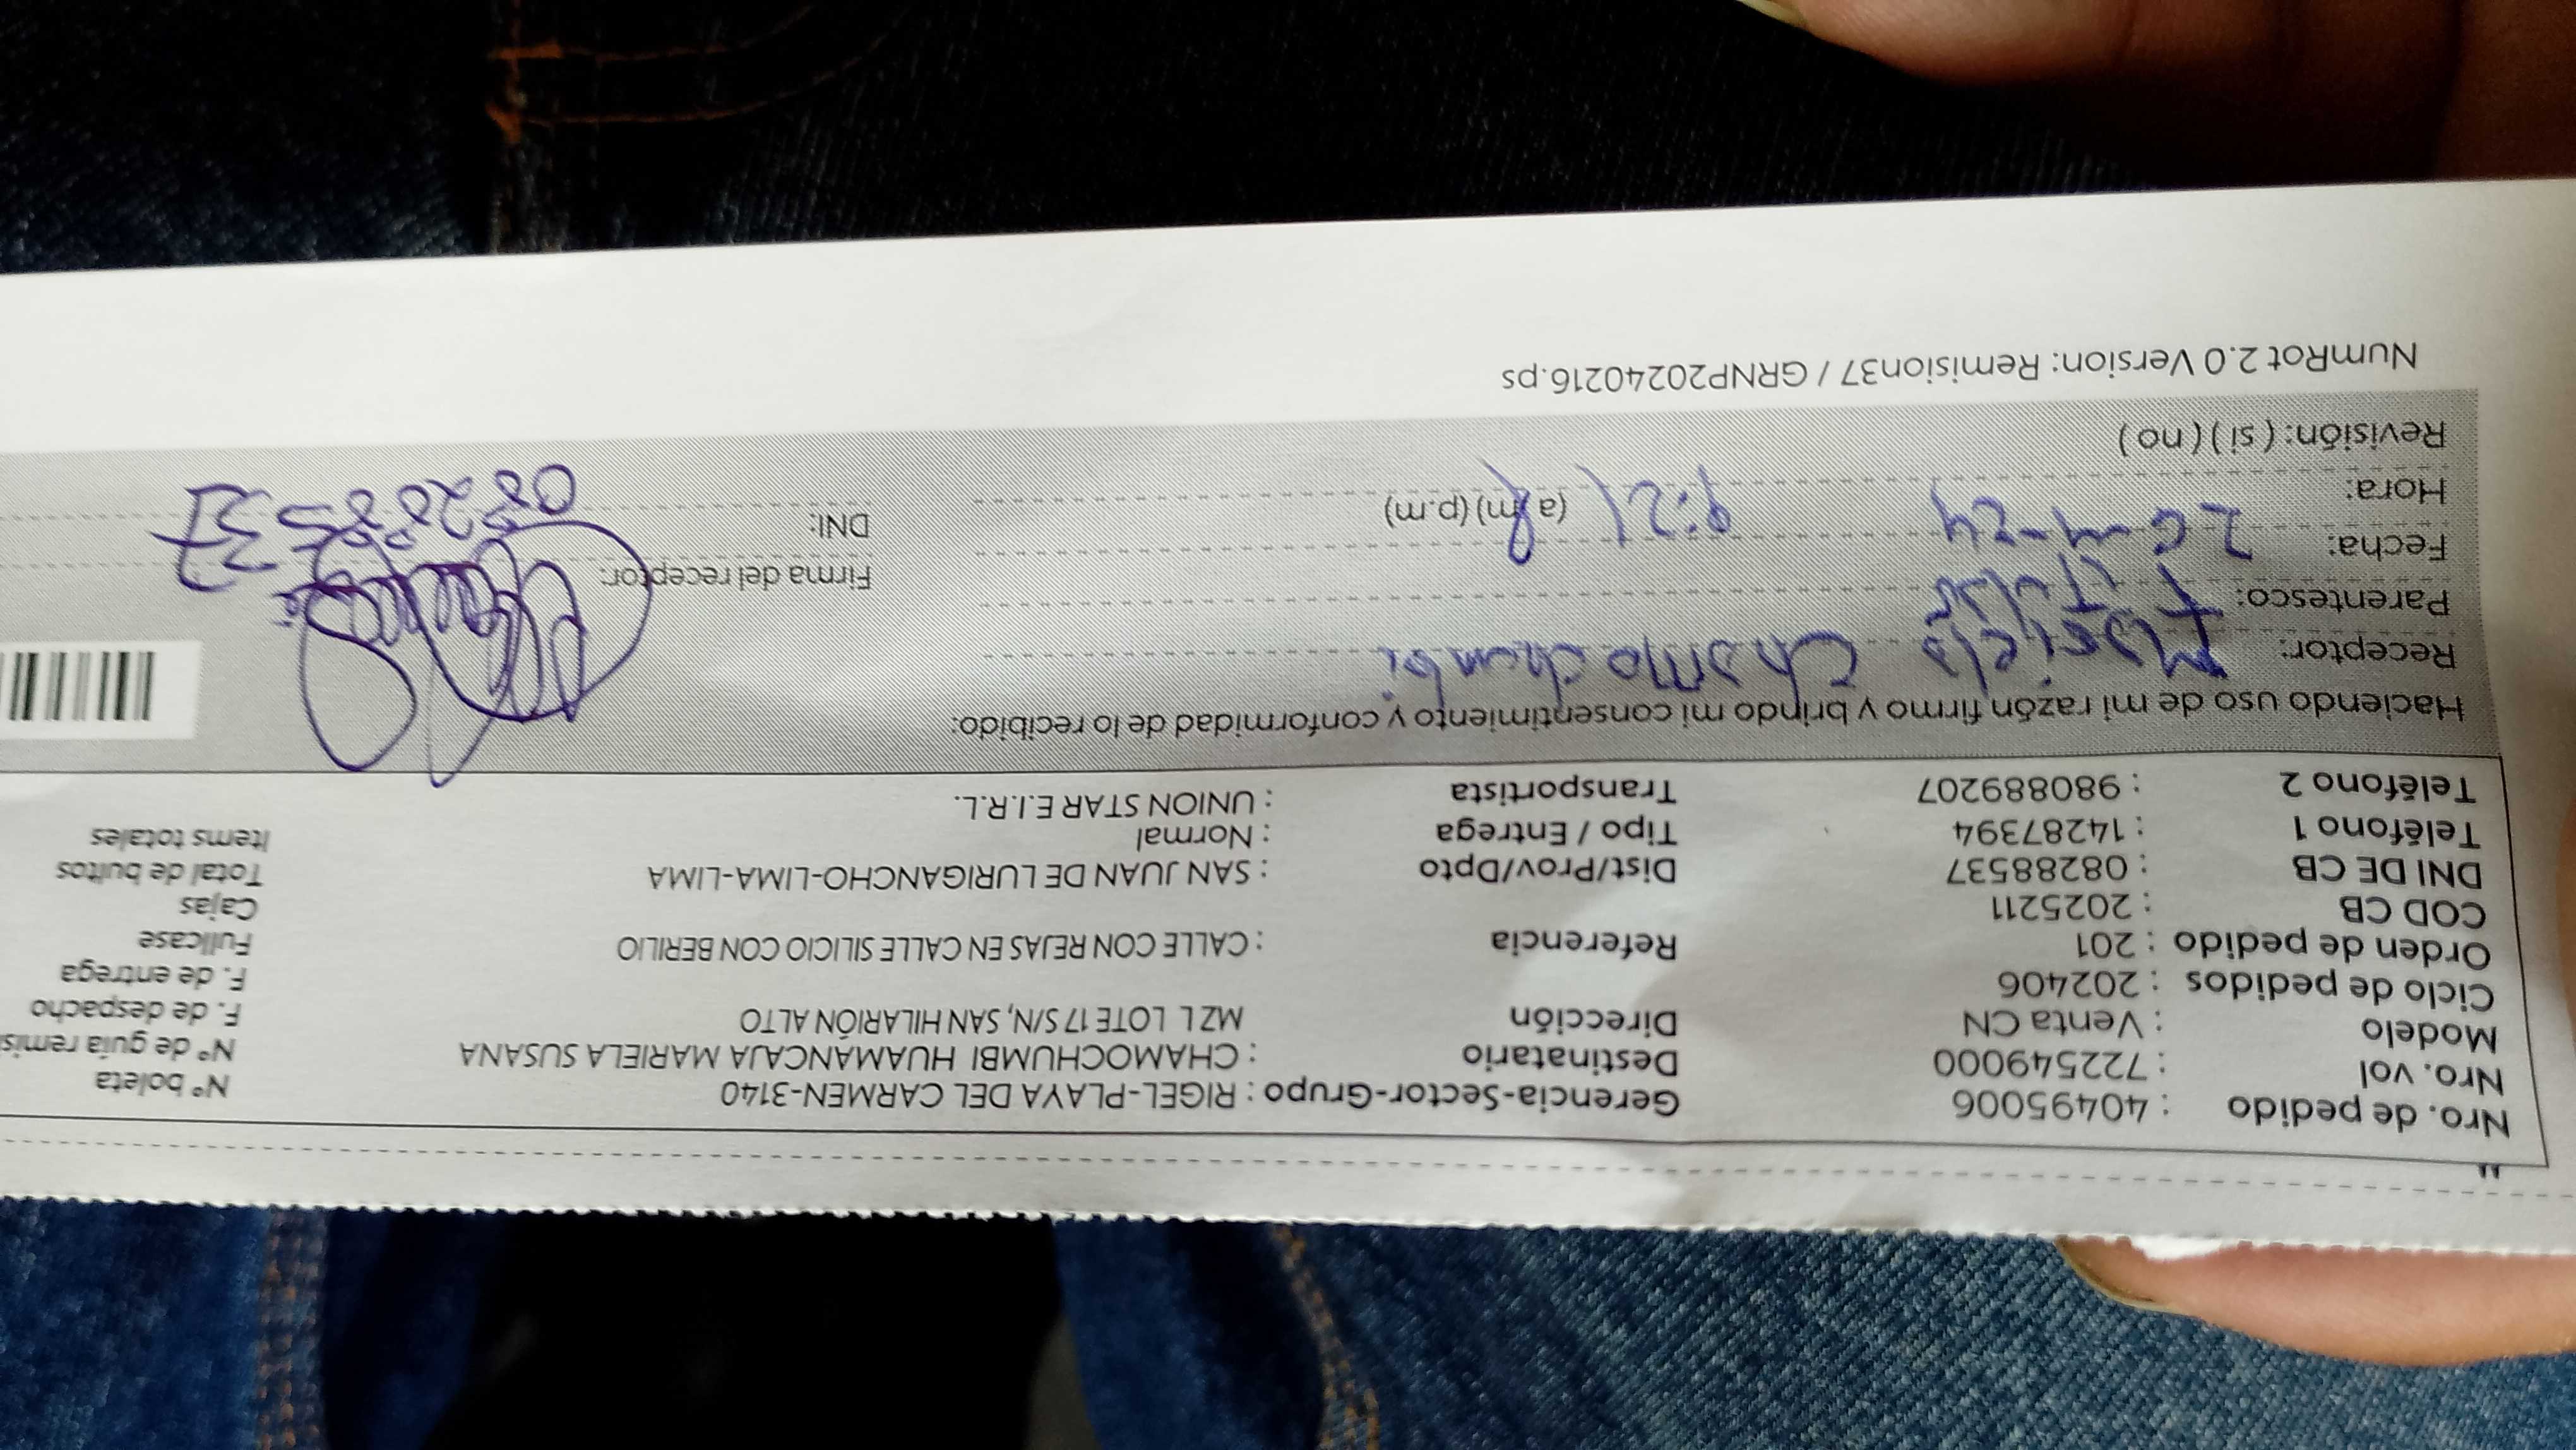 Nro. de pedido : 40495006 Gerencia-Sector-Grupo : RIGEL-PLAYA DEL CARMEN-3140 N° boleta
Nro. vol : 722549000 Destinatario : CHAMOCHUMBI HUAMANCAJA MARIELA SUSANA N° de guía remis
Modelo : Venta CN Dirección MZ L LOTE 17 S/N, SAN HILARIÓN ALTO F. de despacho
Ciclo de pedidos : 202406 F. de entrega
Orden de pedido : 201 Referencia : CALLE CON REJAS EN CALLE SILICIO CON BERILIO Fullcase
COD CB : 2025211 Cajas
DNI DE CB : 08288537 Dist/Prov/Dpto : SAN JUAN DE LURIGANCHO-LIMA-LIMA Total de bultos
Teléfono 1 : 14287394 Tipo / Entrega : Normal Items totales
Teléfono 2 : 980889207 Transportista : UNION STAR E.I.R.L.
Haciendo uso de mi razón firmo y brindo mi consentimiento y conformidad de lo recibido:
Receptor: Mariela Chamochumbi
Parentesco: Titular Firma del receptor:
Fecha: DNI:
Hora: 9:21 (a.m) (p.m)
Revisión: ( si ) ( no )
NumRot 2.0 Version: Remision37 / GRNP20240216.ps